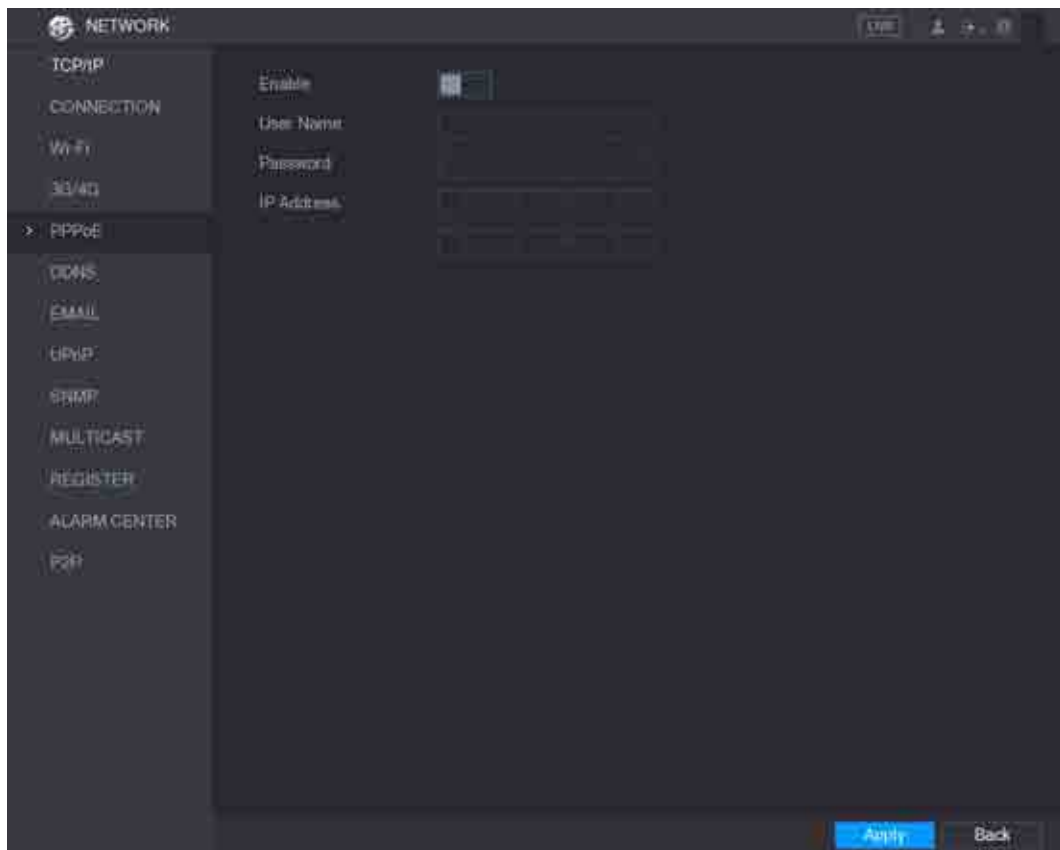 NETWORK
LIVE
TCP/IP
CONNECTION
Wi-Fi
3G/4G
PPPoE
DDNS
EMAIL
UPnP
SNMP
MULTICAST
REGISTER
ALARM CENTER
P2P
Enable
User Name
Password
IP Address
Apply
Back